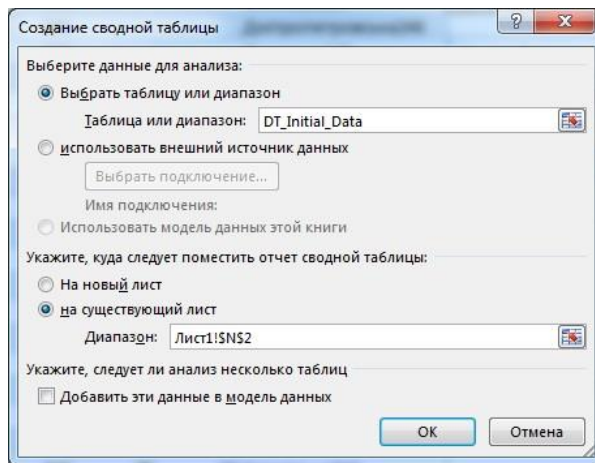 Создание сводной таблицы
?
Выберите данные для анализа:
Выбрать таблицу или диапазон
Таблица или диапазон: DT_Initial_Data
использовать внешний источник данных
Выбрать подключение...
Имя подключения:
Использовать модель данных этой книги
Укажите, куда следует поместить отчет сводной таблицы:
На новый лист
на существующий лист
Диапазон: Лист1!$N$2
Укажите, следует ли анализ несколько таблиц
Добавить эти данные в модель данных
ОК Отмена